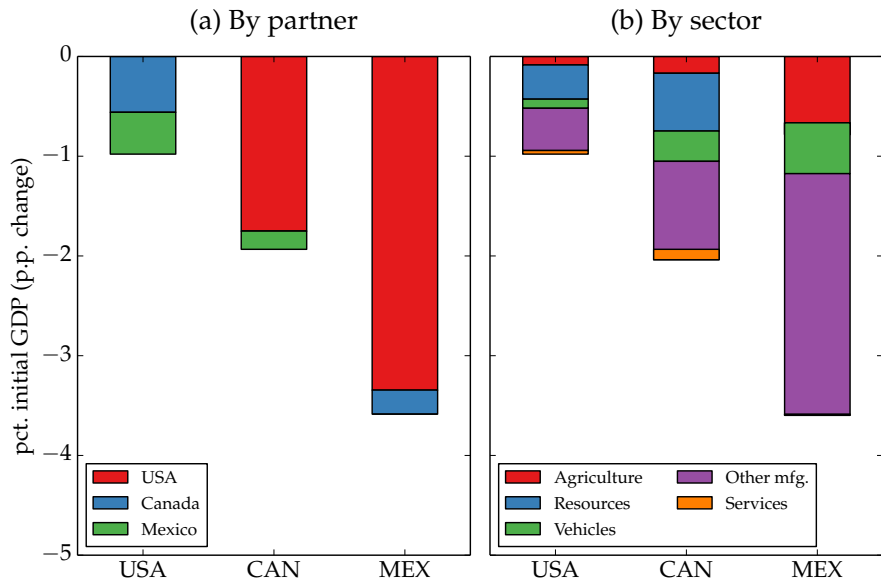 (a) By partner
(b) By sector
pct. initial GDP (p.p. change)
0
−1
−2
−3
−4
−5
USA
Canada
Mexico
Agriculture
Resources
Vehicles
Other mfg.
Services
USA
CAN
MEX
USA
CAN
MEX